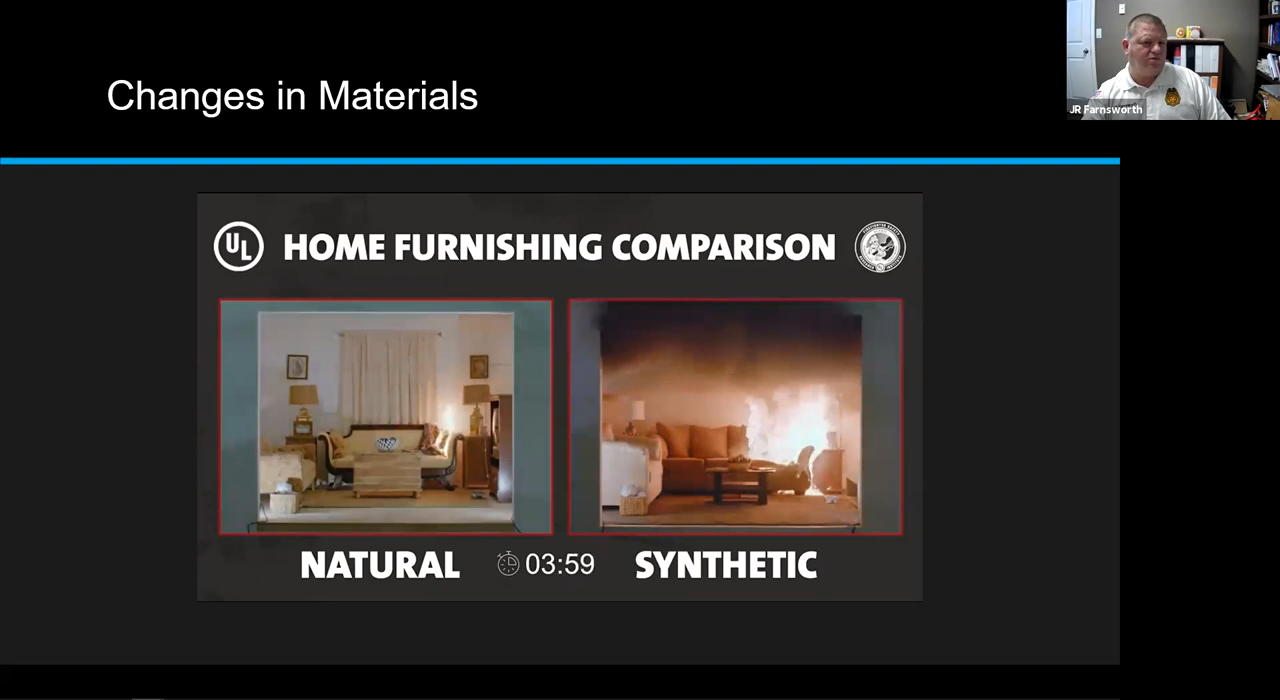 Changes in Materials
JR Farnsworth
UL
HOME FURNISHING COMPARISON
NATURAL
03:59
SYNTHETIC